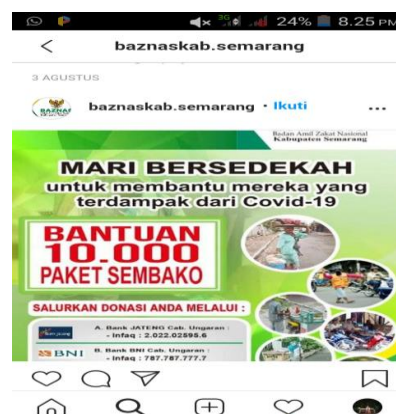 3G 24% 8.25 PM
baznaskab.semarang
3 AGUSTUS
baznaskab.semarang • Ikuti
Badan Amil Zakat Nasional
Kabupaten Semarang
MARI BERSEDEKAH
untuk membantu mereka yang
terdampak dari Covid-19
BANTUAN
10.000
PAKET SEMBAKO
SALURKAN DONASI ANDA MELALUI :
A. Bank JATENG Cab. Ungaran :
- Infaq : 2.022.02595.6
BNI
B. Bank BNI Cab. Ungaran :
- Infaq : 787.787.777.7